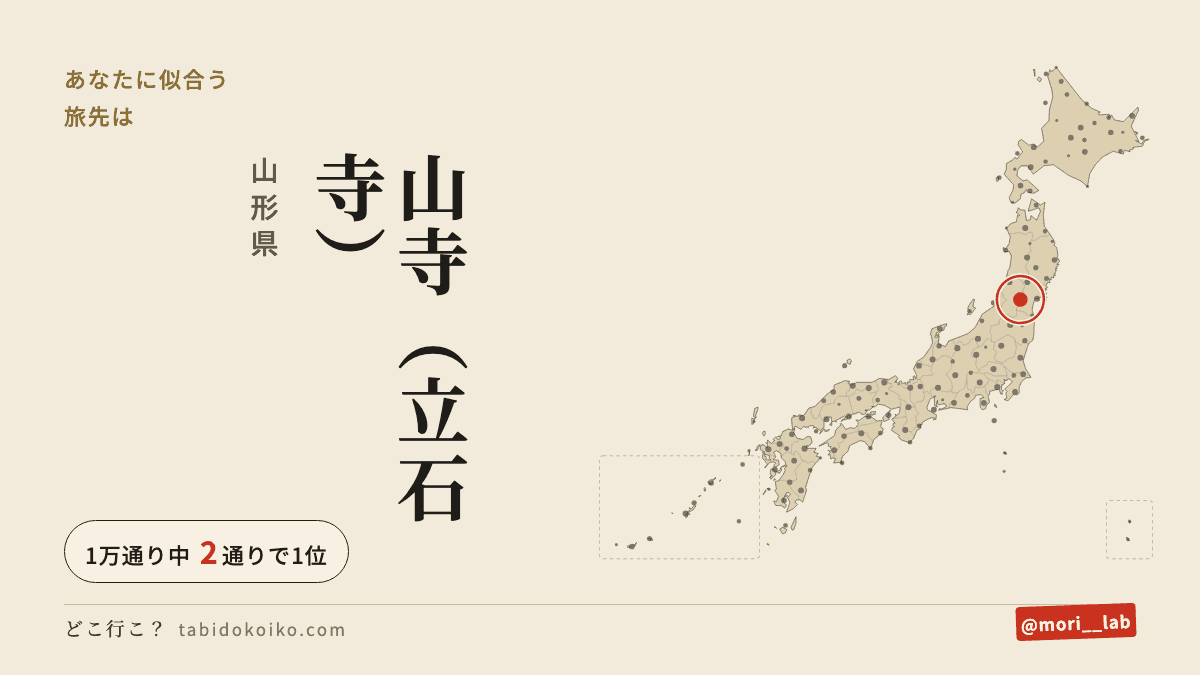 あなたに似合う
旅先は
山寺（立石
寺）
山形県
1万通り中 2通りで1位
どこ行こ？ tabidokoiko.com
@mori__lab